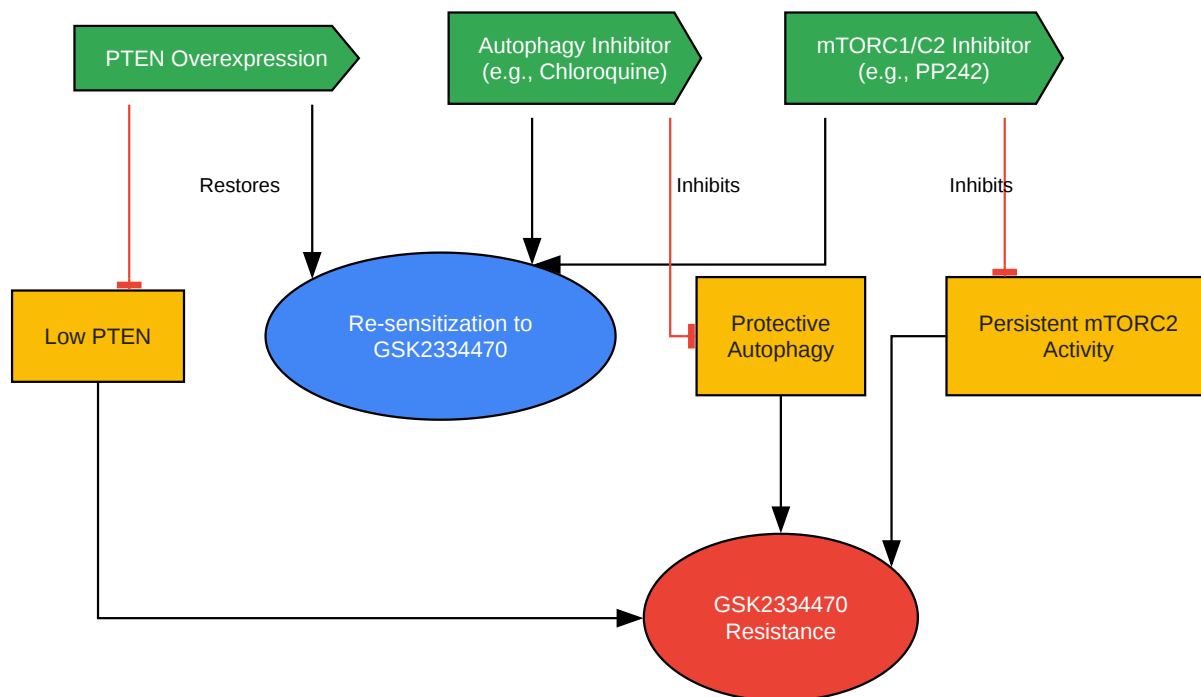 PTEN Overexpression
Autophagy Inhibitor
(e.g., Chloroquine)
mTORC1/C2 Inhibitor
(e.g., PP242)
Restores
Inhibits
Inhibits
Low PTEN
Re-sensitization to
GSK2334470
Protective
Autophagy
Persistent mTORC2
Activity
GSK2334470
Resistance